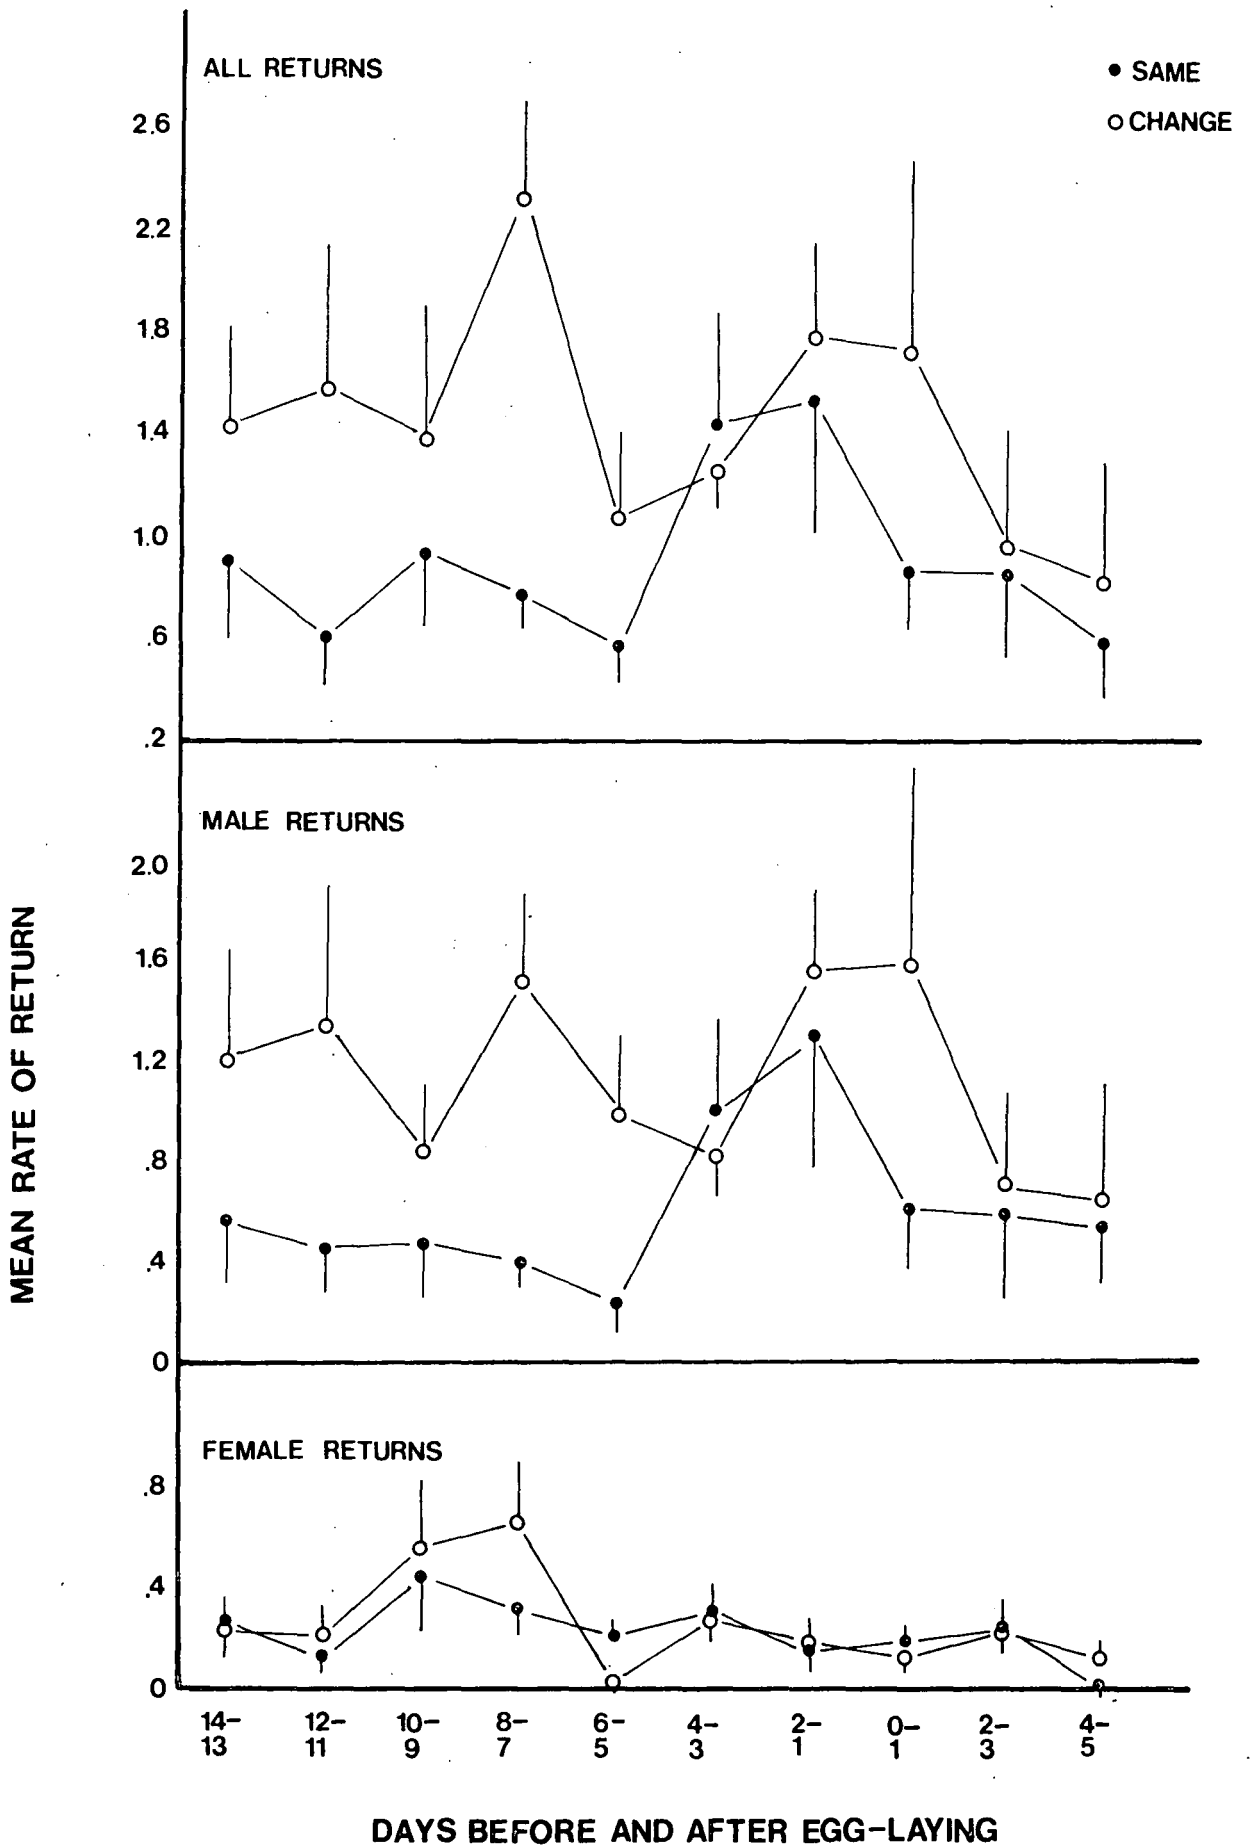 ALL RETURNS
● SAME
○ CHANGE
2.6
2.2
1.8
1.4
1.0
.6
.2
MALE RETURNS
2.0
1.6
1.2
.8
.4
0
MEAN RATE OF RETURN
FEMALE RETURNS
.8
.4
0
14- 12- 10- 8- 6- 4- 2- 0- 2- 4-
13 11 9 7 5 3 1 1 3 5
DAYS BEFORE AND AFTER EGG-LAYING